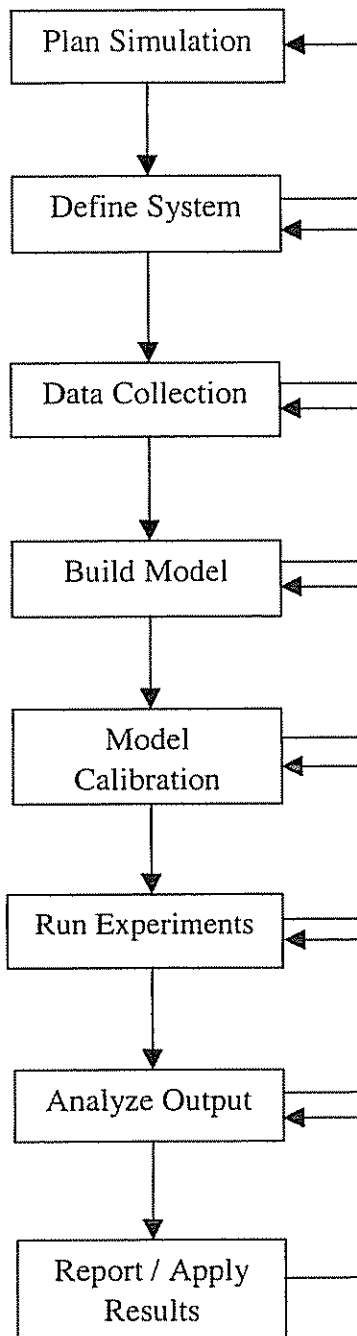 Plan Simulation
Define System
Data Collection
Build Model
Model
Calibration
Run Experiments
Analyze Output
Report / Apply
Results